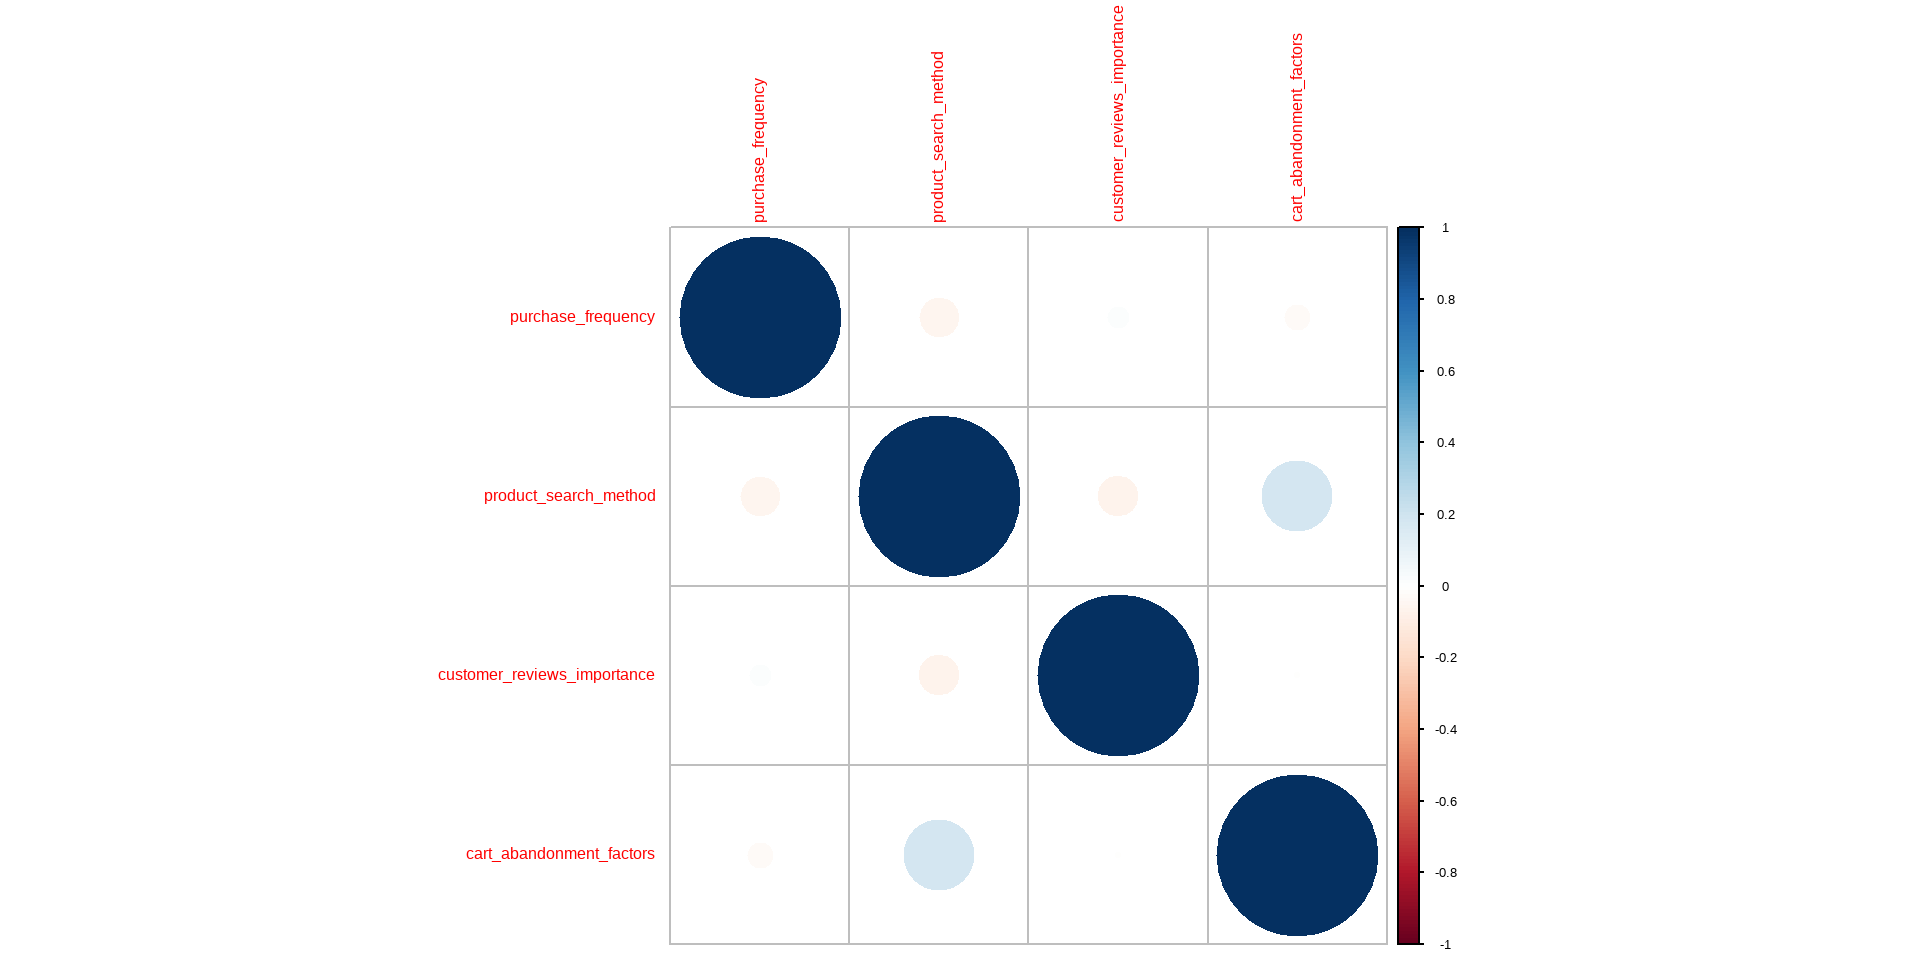 purchase_frequency
product_search_method
customer_reviews_importance
cart_abandonment_factors
purchase_frequency
product_search_method
customer_reviews_importance
cart_abandonment_factors
1
0.8
0.6
0.4
0.2
0
-0.2
-0.4
-0.6
-0.8
-1